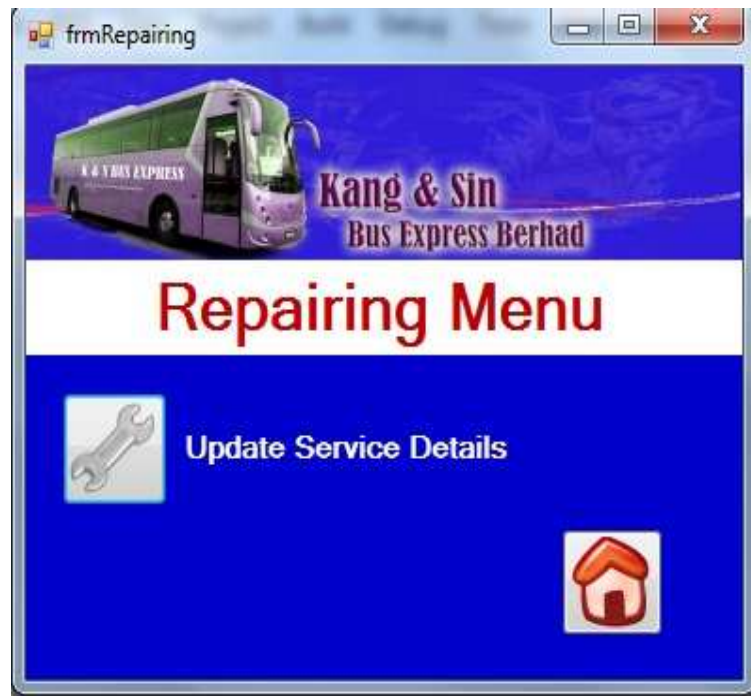 frmRepairing
K & S BUS EXPRESS
Kang & Sin
Bus Express Berhad
Repairing Menu
Update Service Details